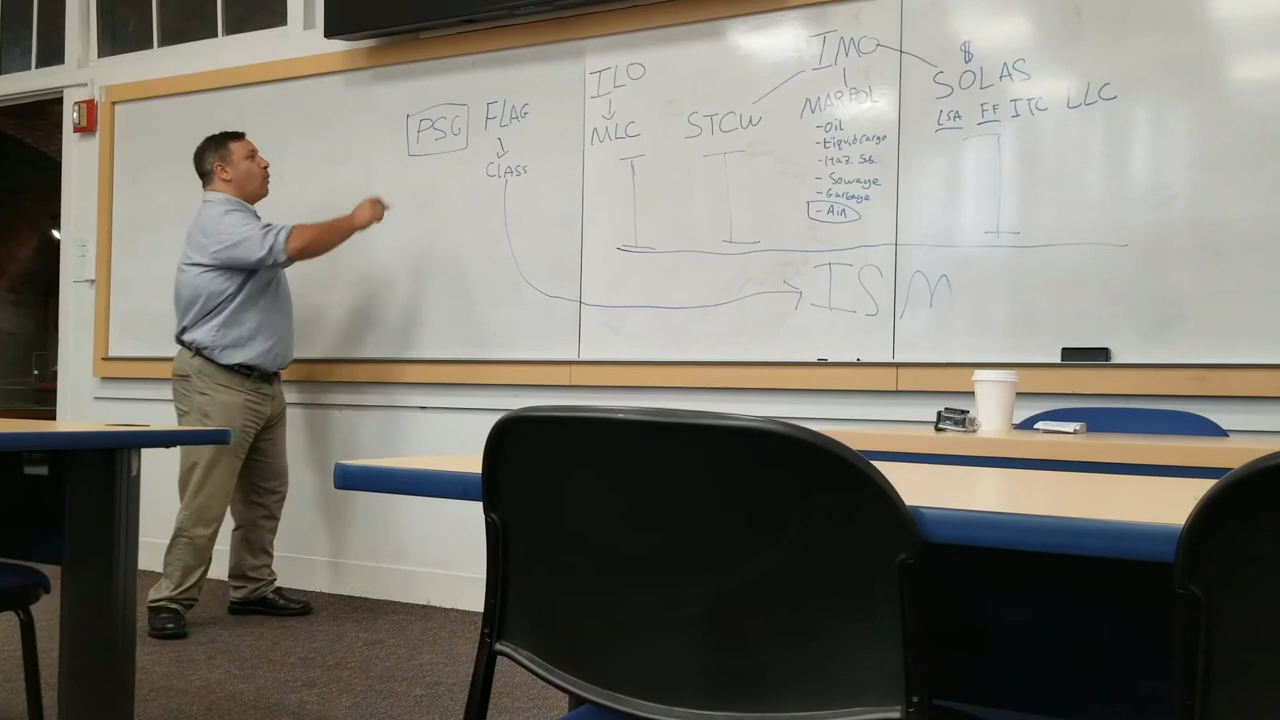 PSC FLAG
CLASS
ILO
MLC
STCW
IMO
MARPOL
- Oil
- Liquid Cargo
- Haz. Sub.
- Sewage
- Garbage
- Air
$
SOLAS
LSA FF ITC LLC
ISM